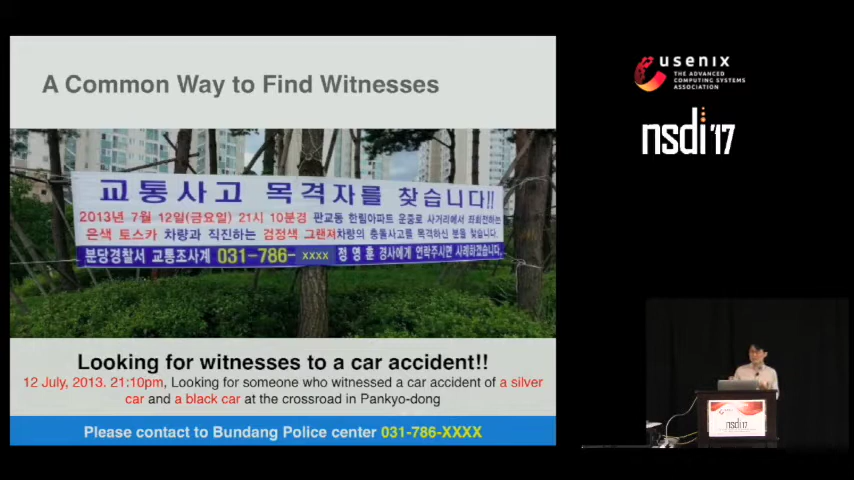 A Common Way to Find Witnesses
교통사고 목격자를 찾습니다!!
2013년 7월 12일(금요일) 21시 10분경 판교동 한림아파트 운중로 사거리에서 좌회전하는
은색 토스카 차량과 직진하는 검정색 그랜져차량의 충돌사고를 목격하신 분을 찾습니다.
분당경찰서 교통조사계 031-786- xxxx 정영훈 경사에게 연락주시면 사례하겠습니다.
Looking for witnesses to a car accident!!
12 July, 2013. 21:10pm, Looking for someone who witnessed a car accident of a silver
car and a black car at the crossroad in Pankyo-dong
Please contact to Bundang Police center 031-786-XXXX
usenix
THE ADVANCED
COMPUTING SYSTEMS
ASSOCIATION
nsdi '17
nsdi '17